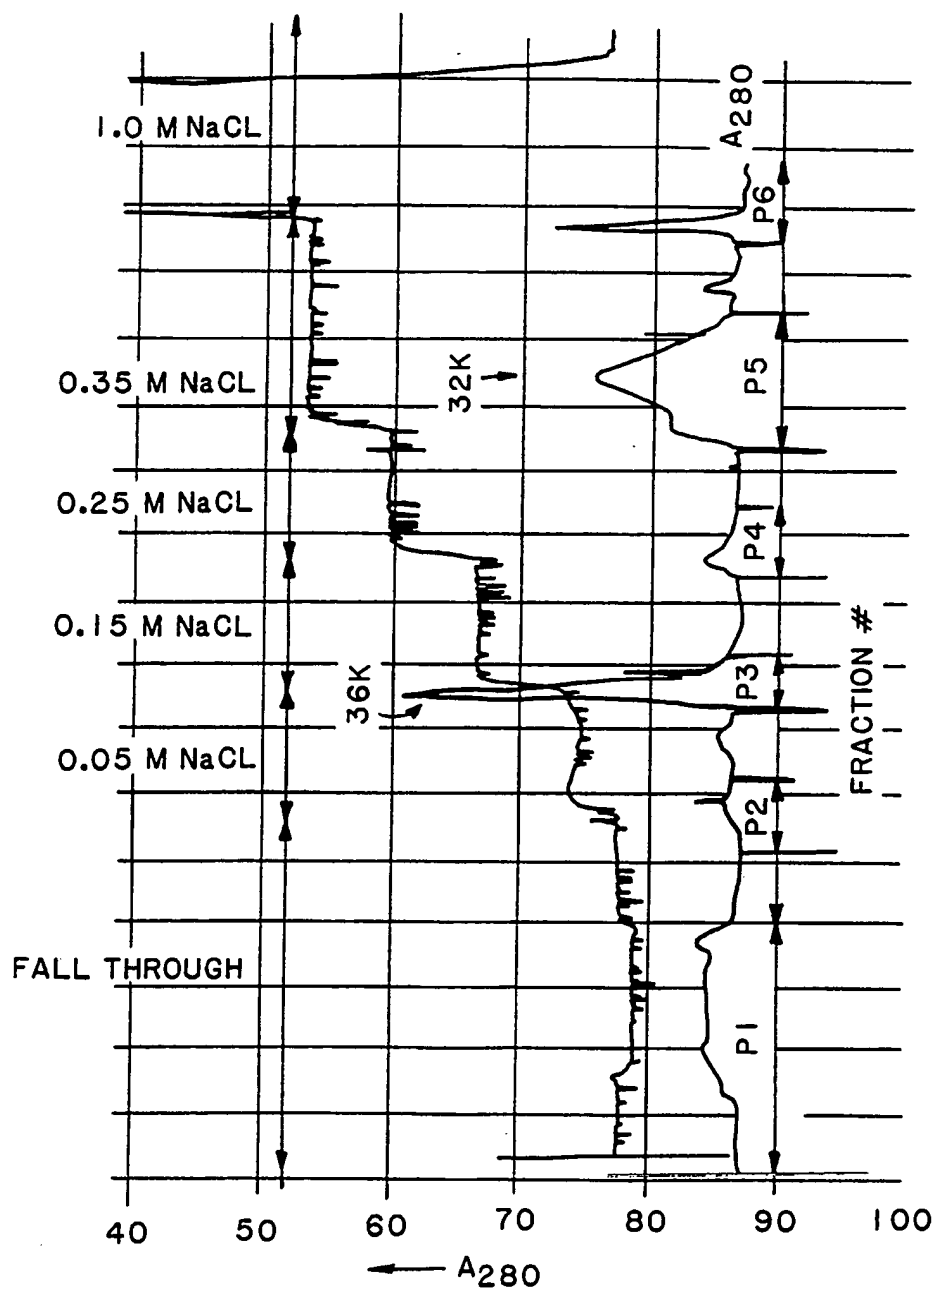 A280
1.0 M NaCL
P6
0.35 M NaCL
32K
P5
0.25 M NaCL
P4
0.15 M NaCL
36K
P3
FRACTION #
0.05 M NaCL
P2
FALL THROUGH
P1
40 50 60 70 80 90 100
← A280